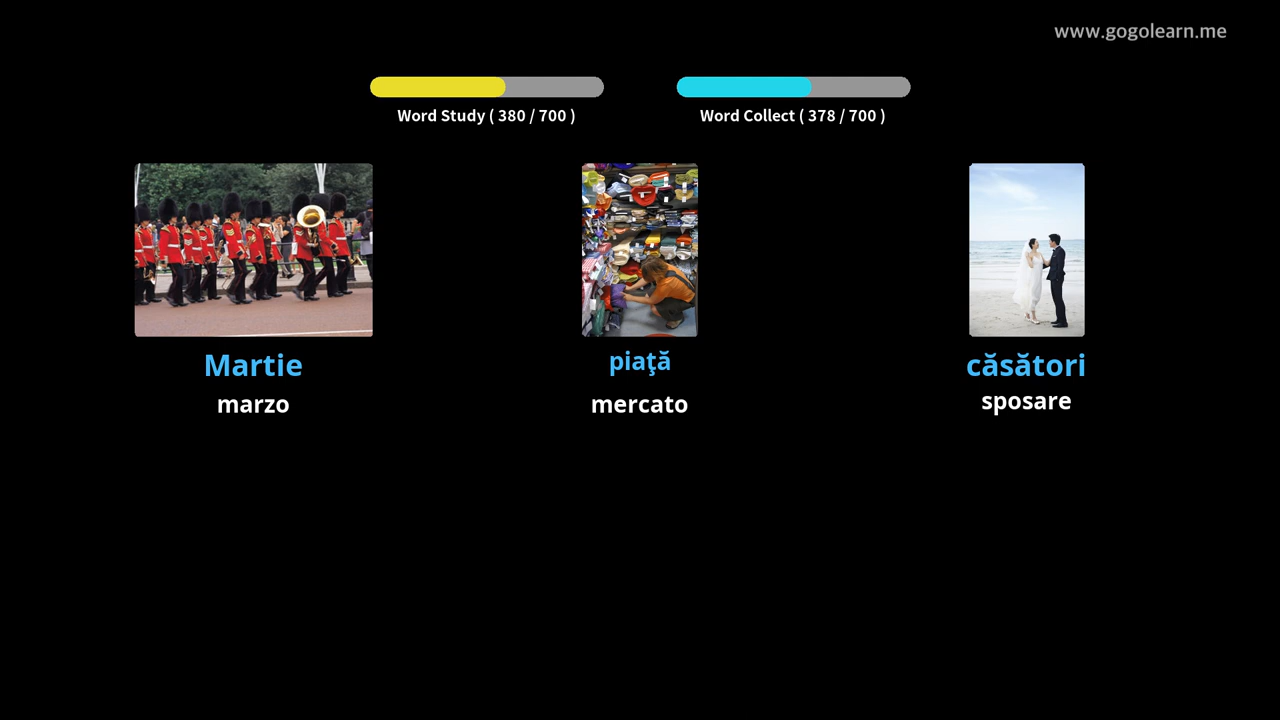 www.gogolearn.me
Word Study ( 380 / 700 )
Word Collect ( 378 / 700 )
Martie
piaţă
căsători
marzo
mercato
sposare